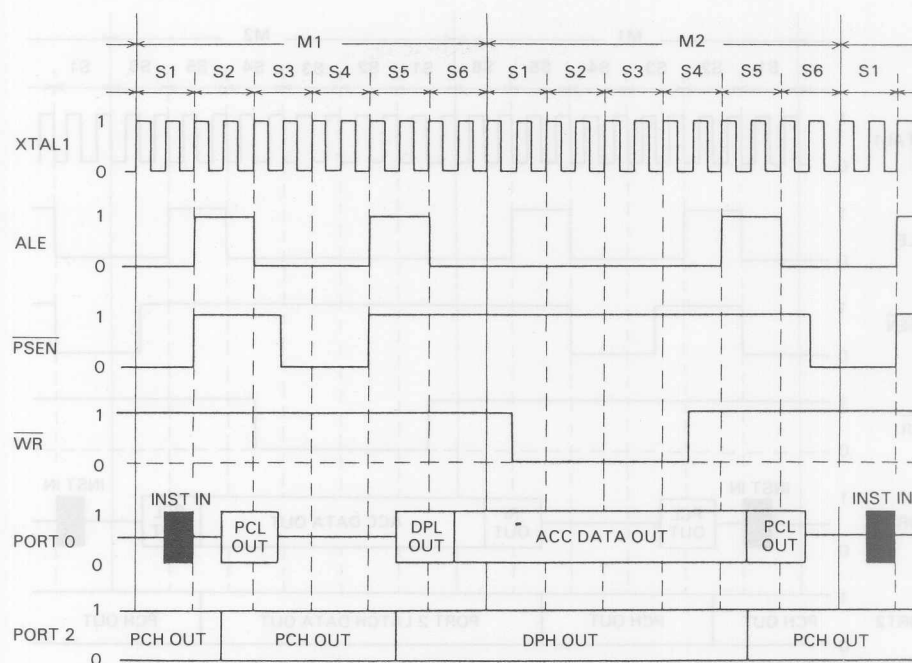 M1 M2
S1 S2 S3 S4 S5 S6 S1 S2 S3 S4 S5 S6 S1
XTAL1
0
1
ALE
0
1
PSEN
0
1
WR
0
INST IN INST IN
1
PORT 0 PCL OUT DPL OUT ACC DATA OUT PCL OUT
0
1
PORT 2 PCH OUT PCH OUT DPH OUT PCH OUT
0